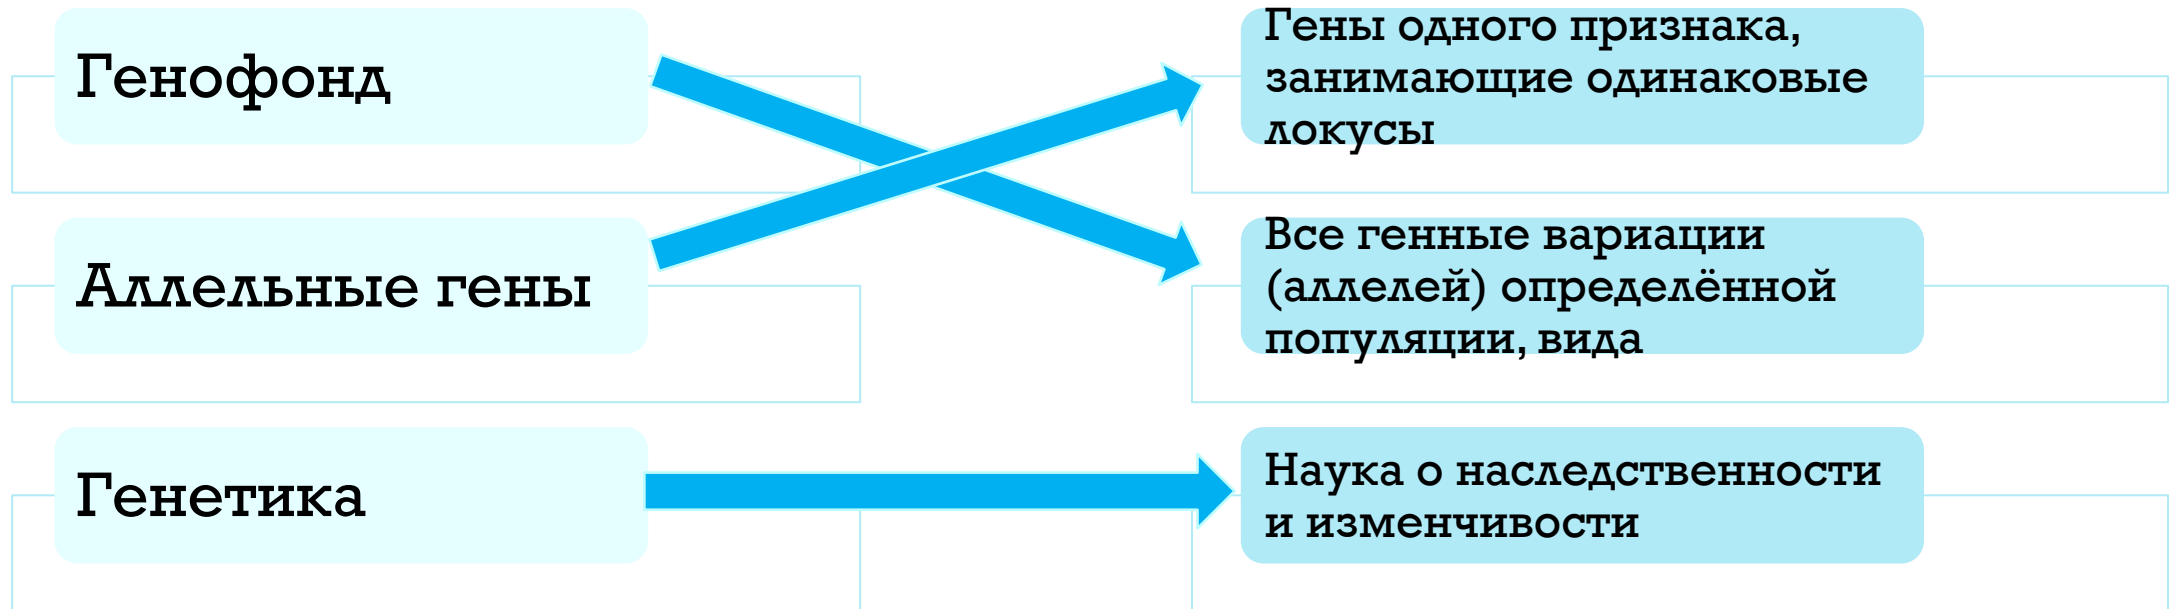 Генофонд
Гены одного признака,
занимающие одинаковые
локусы
Аллельные гены
Все генные вариации
(аллелей) определённой
популяции, вида
Генетика
Наука о наследственности
и изменчивости